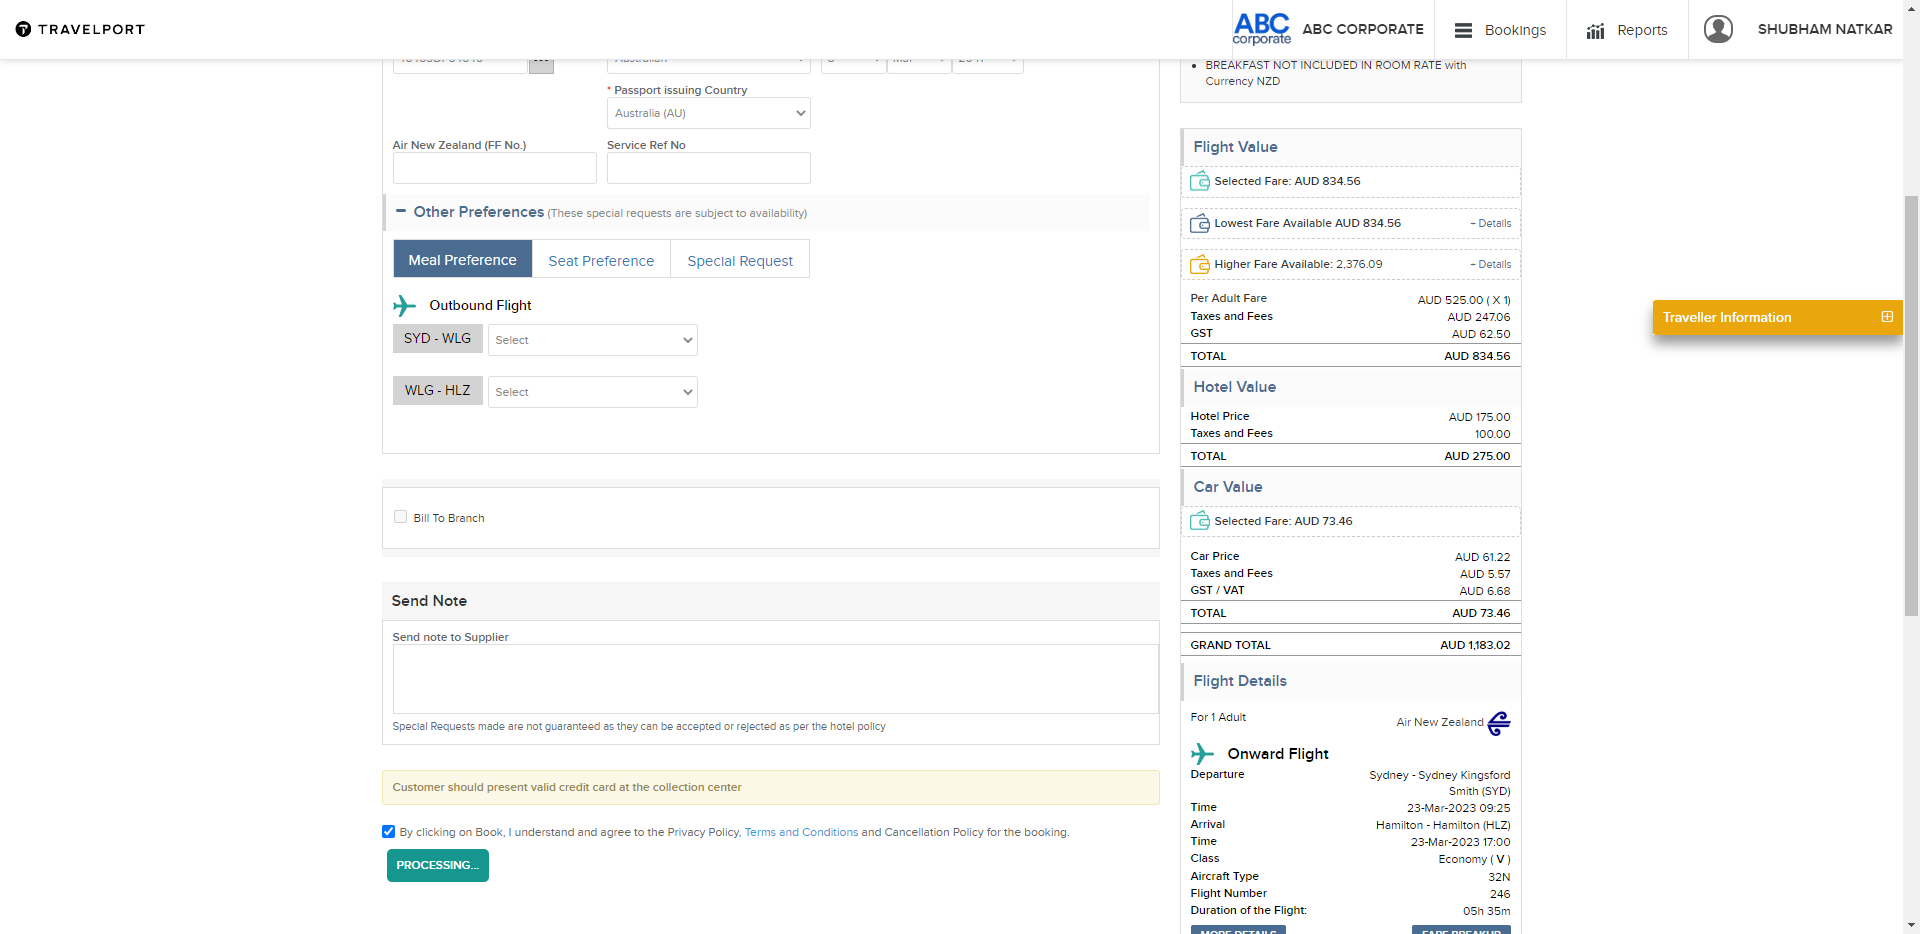 TRAVELPORT
ABC
corporate
ABC CORPORATE
Bookings
Reports
SHUBHAM NATKAR
* Passport issuing Country
Australia (AU)
Air New Zealand (FF No.)
Service Ref No
Other Preferences (These special requests are subject to availability)
Meal Preference
Seat Preference
Special Request
Outbound Flight
SYD - WLG
Select
WLG - HLZ
Select
Bill To Branch
Send Note
Send note to Supplier
Special Requests made are not guaranteed as they can be accepted or rejected as per the hotel policy
Customer should present valid credit card at the collection center
By clicking on Book, I understand and agree to the Privacy Policy, Terms and Conditions and Cancellation Policy for the booking.
PROCESSING...
BREAKFAST NOT INCLUDED IN ROOM RATE with
Currency NZD
Flight Value
Selected Fare: AUD 834.56
Lowest Fare Available AUD 834.56
+ Details
Higher Fare Available: 2,376.09
+ Details
Per Adult Fare AUD 525.00 ( X 1)
Taxes and Fees AUD 247.06
GST AUD 62.50
TOTAL AUD 834.56
Hotel Value
Hotel Price AUD 175.00
Taxes and Fees 100.00
TOTAL AUD 275.00
Car Value
Selected Fare: AUD 73.46
Car Price AUD 61.22
Taxes and Fees AUD 5.57
GST / VAT AUD 6.68
TOTAL AUD 73.46
GRAND TOTAL AUD 1,183.02
Flight Details
For 1 Adult
Air New Zealand
Onward Flight
Departure Sydney - Sydney Kingsford
Smith (SYD)
Time 23-Mar-2023 09:25
Arrival Hamilton - Hamilton (HLZ)
Time 23-Mar-2023 17:00
Class Economy ( V )
Aircraft Type 32N
Flight Number 246
Duration of the Flight: 05h 35m
MORE DETAILS
FARE BREAKUP
Traveller Information